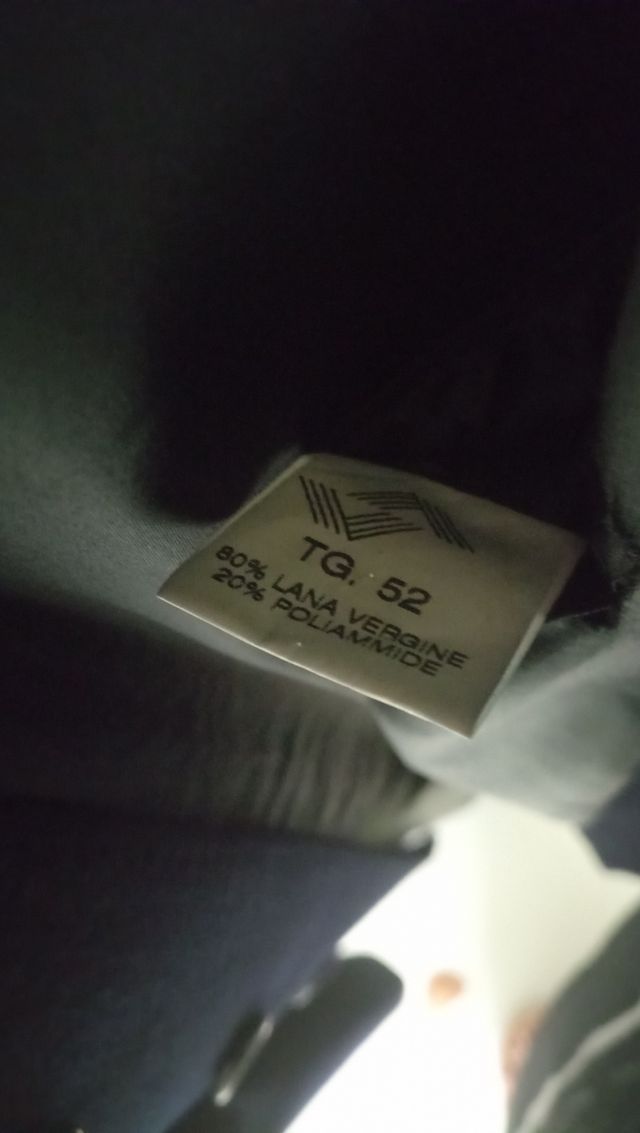 TG. 52
80% LANA VERGINE
20% POLIAMMIDE